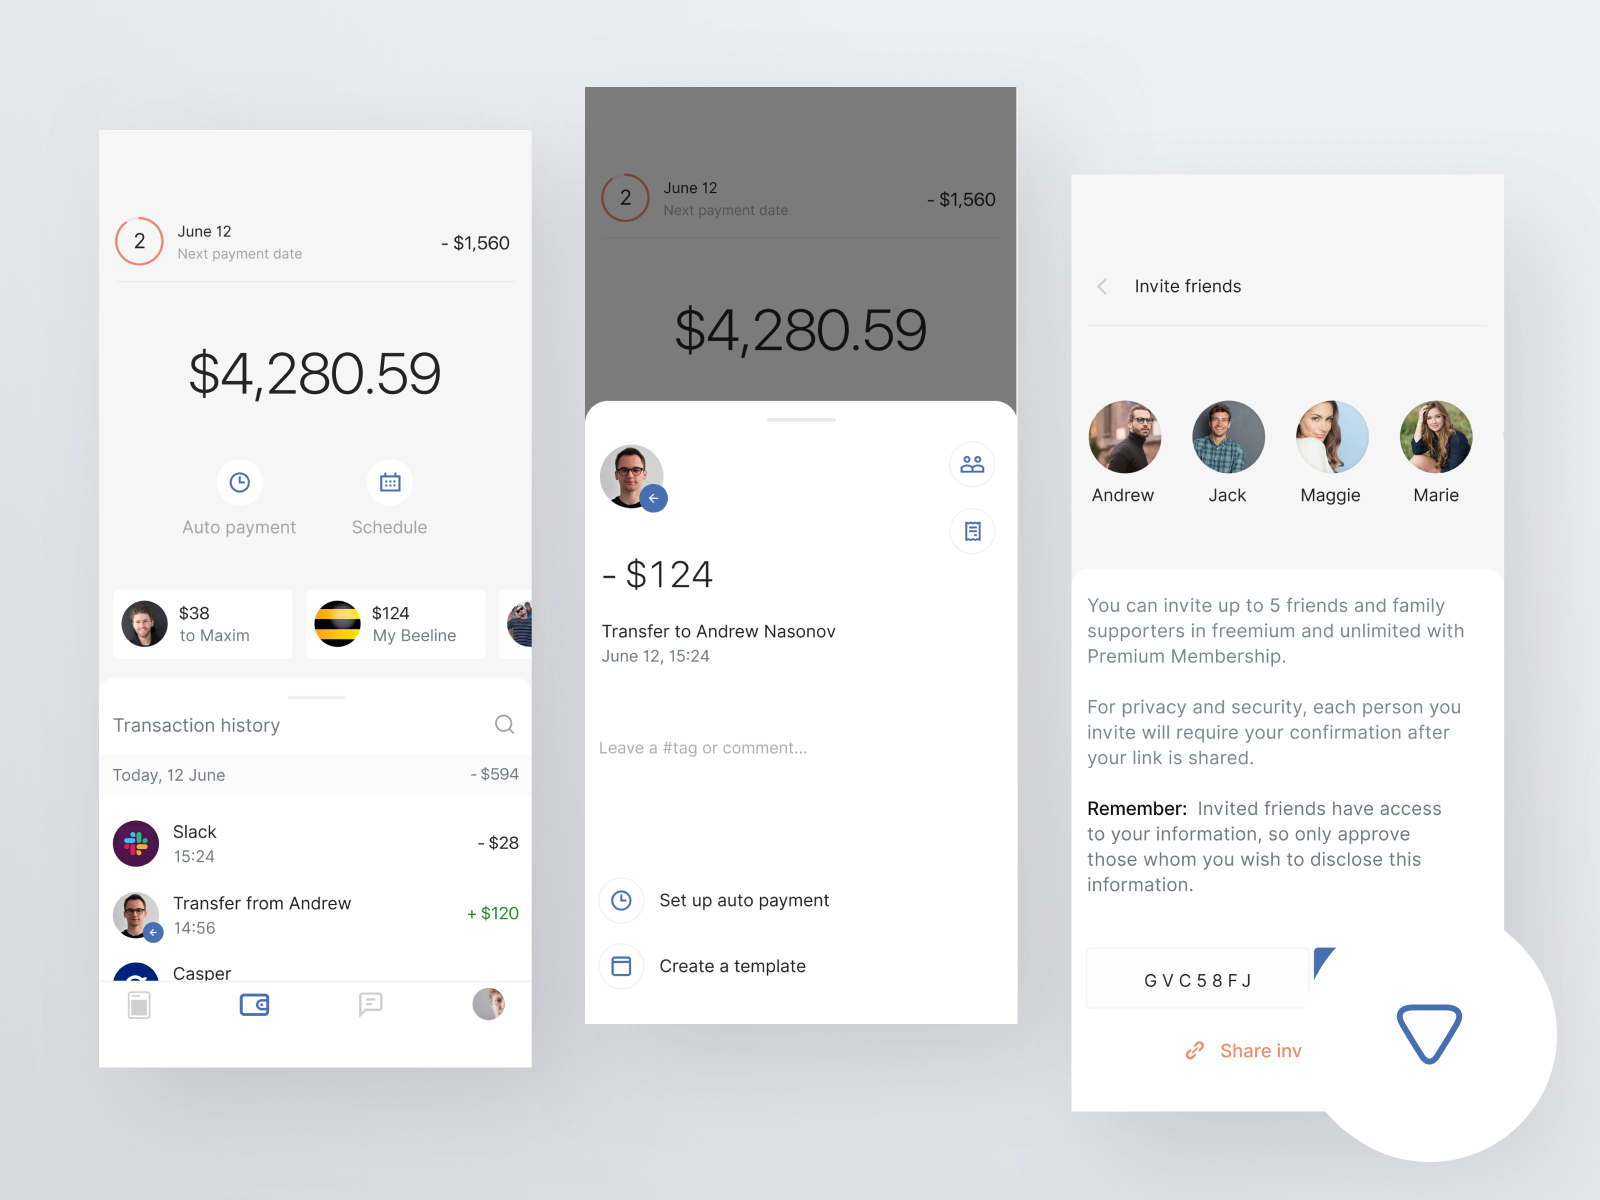 2
June 12
Next payment date
- $1,560
$4,280.59
Auto payment
Schedule
$38
to Maxim
$124
My Beeline
Transaction history
Today, 12 June
- $594
Slack
15:24
- $28
Transfer from Andrew
14:56
+ $120
Casper
2
June 12
Next payment date
- $1,560
$4,280.59
- $124
Transfer to Andrew Nasonov
June 12, 15:24
Leave a #tag or comment...
Set up auto payment
Create a template
Invite friends
Andrew
Jack
Maggie
Marie
You can invite up to 5 friends and family
supporters in freemium and unlimited with
Premium Membership.
For privacy and security, each person you
invite will require your confirmation after
your link is shared.
Remember: Invited friends have access
to your information, so only approve
those whom you wish to disclose this
information.
G V C 5 8 F J
Share inv